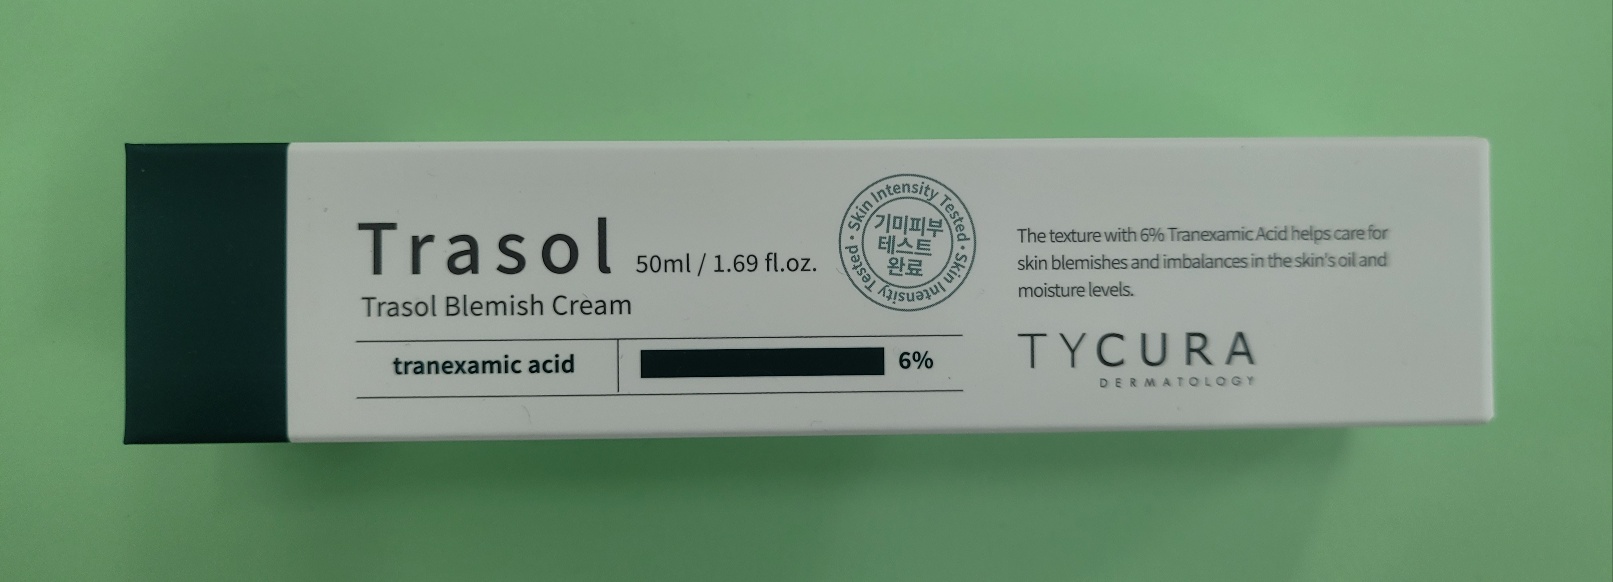 Trasol 50ml / 1.69 fl.oz.
Trasol Blemish Cream
tranexamic acid 6%
· Skin Intensity Tested · Skin Intensity Tested
기미피부
테스트
완료
The texture with 6% Tranexamic Acid helps care for
skin blemishes and imbalances in the skin's oil and
moisture levels.
TYCURA
DERMATOLOGY